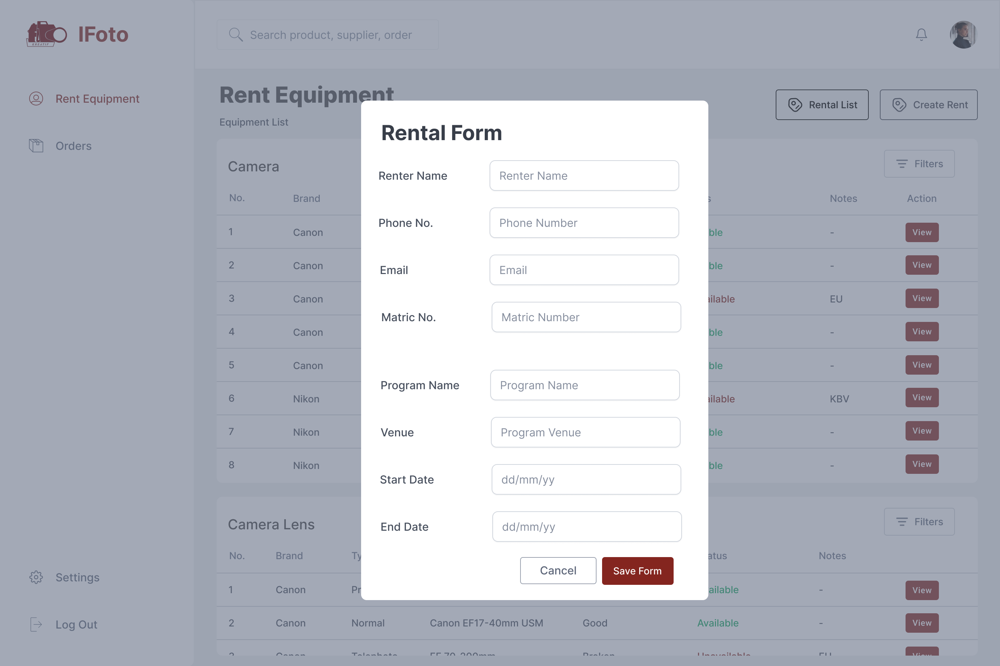 KREATIF
IFoto
Search product, supplier, order
Rent Equipment
Orders
Settings
Log Out
Rent Equipment
Equipment List
Rental List
Create Rent
Camera
Filters
No. Brand Notes Action
1 Canon ble - View
2 Canon ble - View
3 Canon ilable EU View
4 Canon ble - View
5 Canon ble - View
6 Nikon ilable KBV View
7 Nikon ble - View
8 Nikon ble - View
Camera Lens
Filters
No. Brand Ty atus Notes
1 Canon Pr ailable - View
2 Canon Normal Canon EF17-40mm USM Good Available - View
3 Canon Telephoto EF 70-200mm Broken Unavailable EU View
Rental Form
Renter Name Renter Name
Phone No. Phone Number
Email Email
Matric No. Matric Number
Program Name Program Name
Venue Program Venue
Start Date dd/mm/yy
End Date dd/mm/yy
Cancel
Save Form